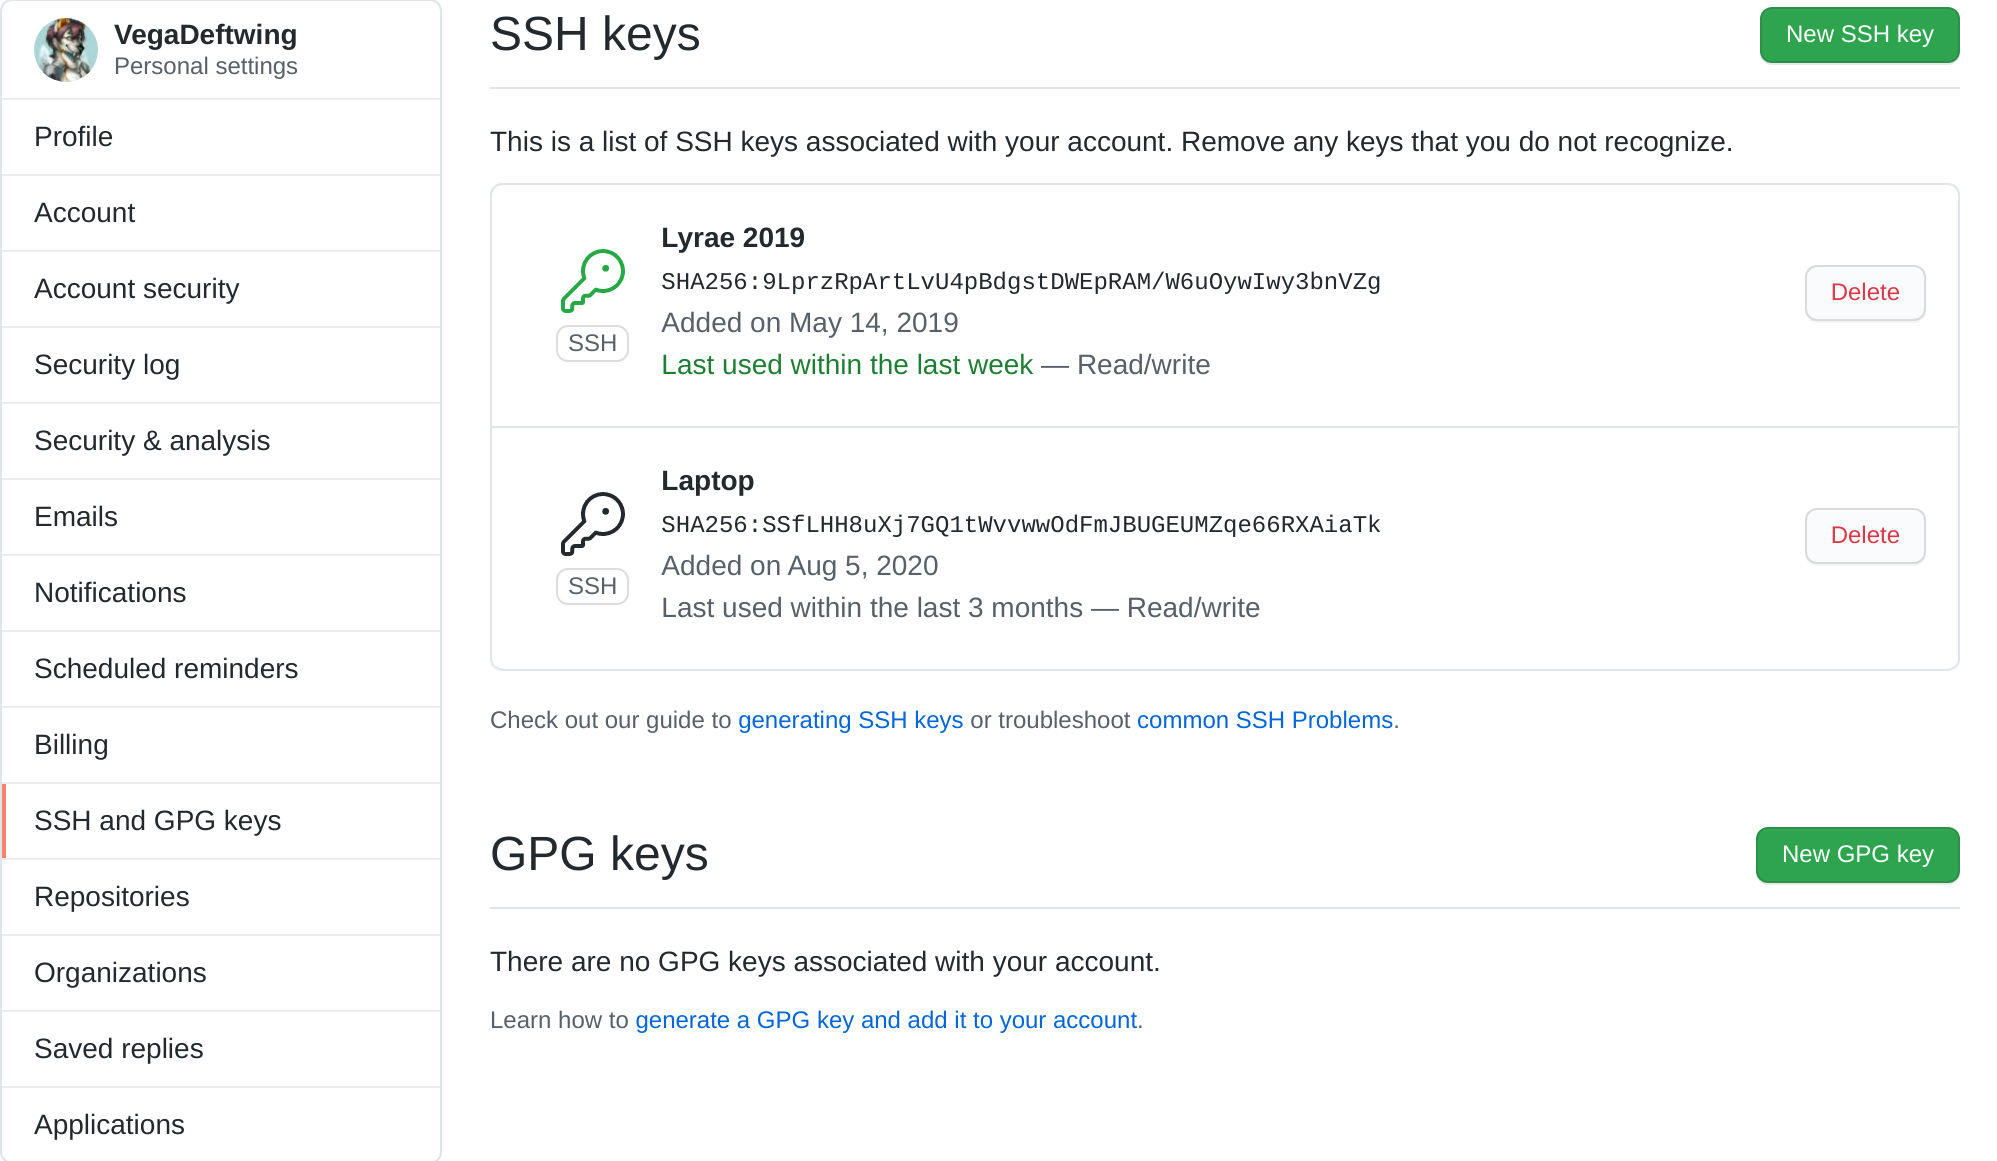 VegaDeftwing
Personal settings
Profile
Account
Account security
Security log
Security & analysis
Emails
Notifications
Scheduled reminders
Billing
SSH and GPG keys
Repositories
Organizations
Saved replies
Applications
SSH keys
New SSH key
This is a list of SSH keys associated with your account. Remove any keys that you do not recognize.
Lyrae 2019
SHA256:9LprzRpArtLvU4pBdgstDWEpRAM/W6uOywIwy3bnVZg
Added on May 14, 2019
Last used within the last week — Read/write
SSH
Delete
Laptop
SHA256:SSfLHH8uXj7GQ1tWvvwwOdFmJBUGEUMZqe66RXAiaTk
Added on Aug 5, 2020
Last used within the last 3 months — Read/write
SSH
Delete
Check out our guide to generating SSH keys or troubleshoot common SSH Problems.
GPG keys
New GPG key
There are no GPG keys associated with your account.
Learn how to generate a GPG key and add it to your account.